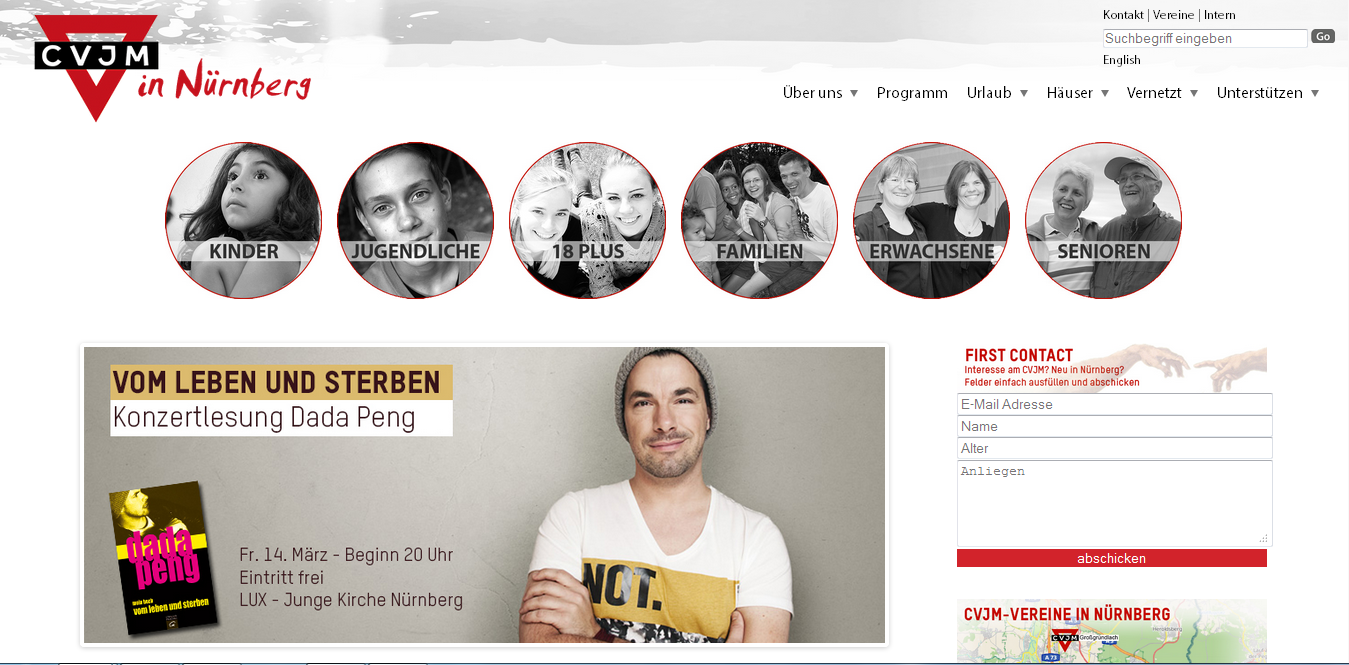 Kontakt | Vereine | Intern
CVJM
in Nürnberg
Suchbegriff eingeben
Go
English
Über uns
Programm
Urlaub
Häuser
Vernetzt
Unterstützen
KINDER
JUGENDLICHE
18 PLUS
FAMILIEN
ERWACHSENE
SENIOREN
VOM LEBEN UND STERBEN
Konzertlesung Dada Peng
dada
peng
mein buch
vom leben und sterben
Fr. 14. März - Beginn 20 Uhr
Eintritt frei
LUX - Junge Kirche Nürnberg
NOT.
FIRST CONTACT
Interesse am CVJM? Neu in Nürnberg?
Felder einfach ausfüllen und abschicken
E-Mail Adresse
Name
Alter
Anliegen
abschicken
CVJM-VEREINE IN NÜRNBERG
CVJM
Großgründlach
A 73